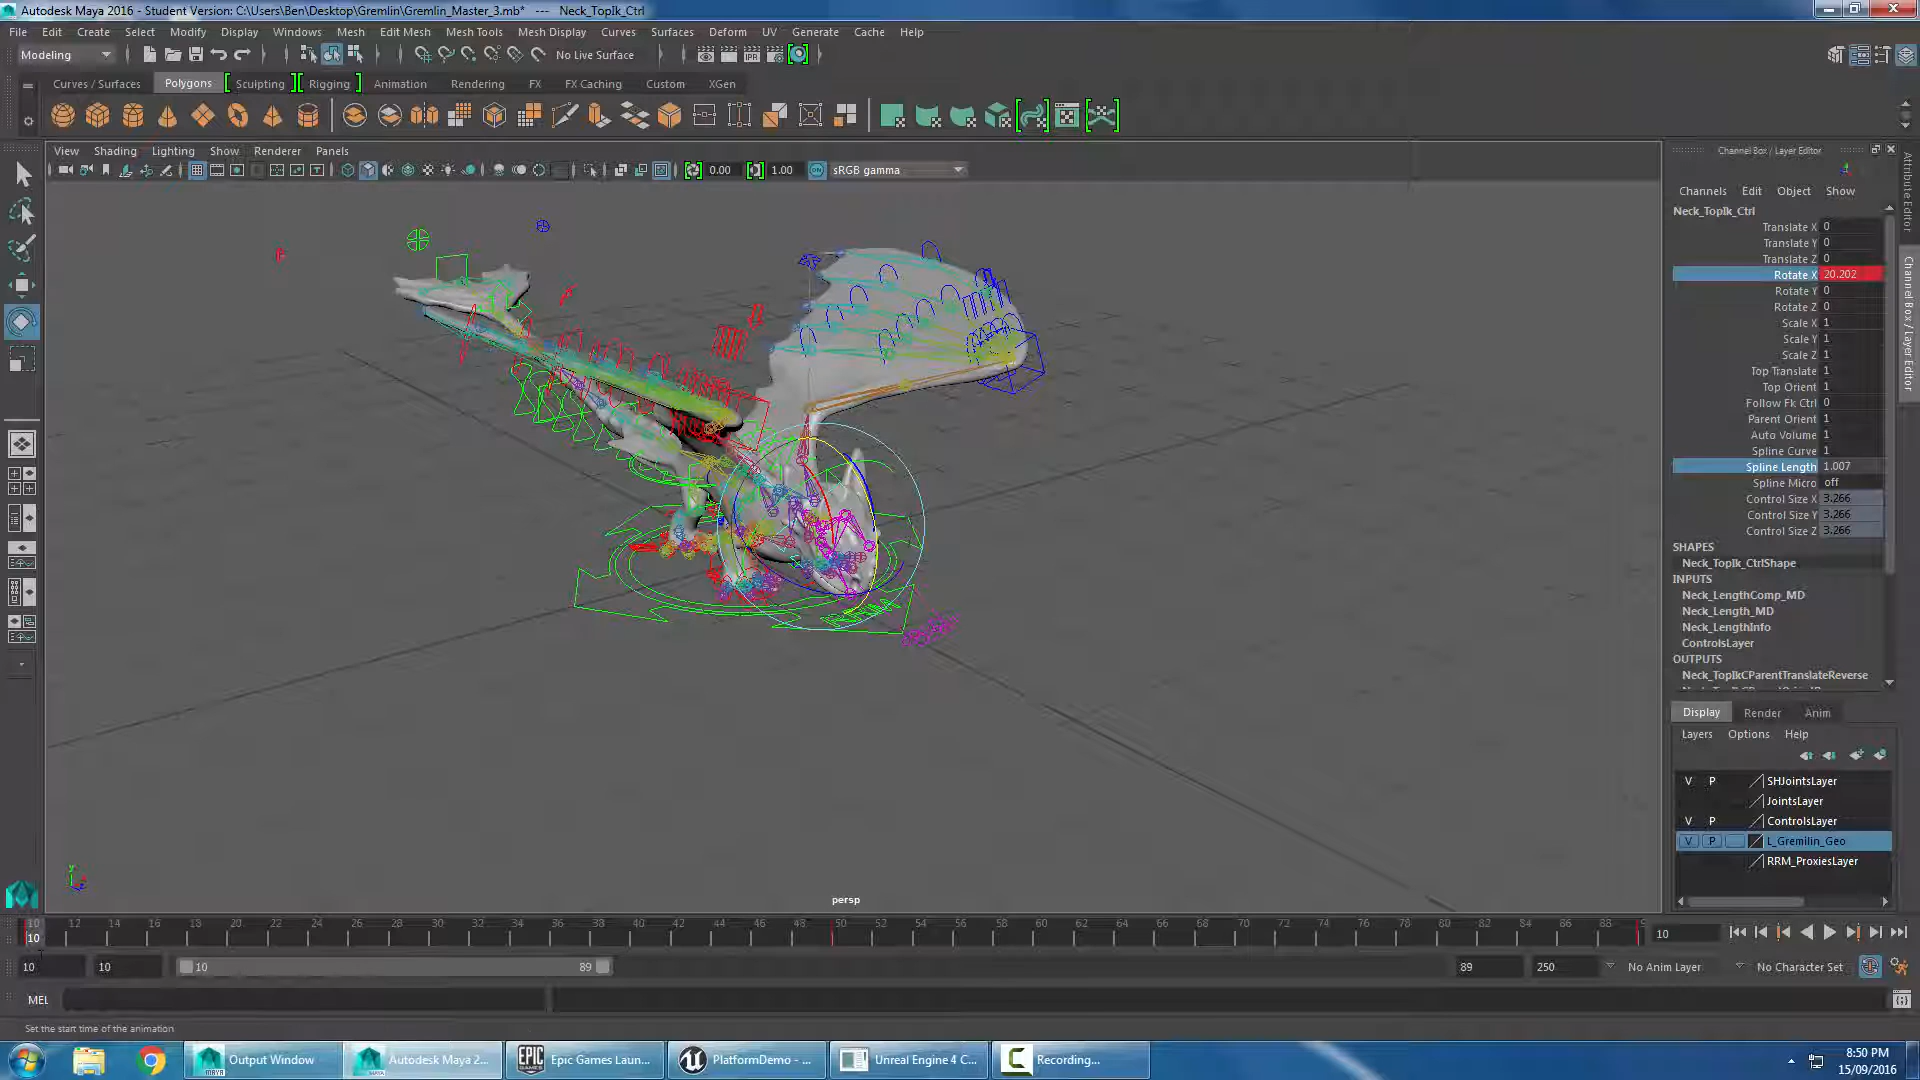 Autodesk Maya 2016 - Student Version: C:\Users\Ben\Desktop\Gremlin\Gremlin_Master_3.mb* --- Neck_TopIk_Ctrl
File Edit Create Select Modify Display Windows Mesh Edit Mesh Mesh Tools Mesh Display Curves Surfaces Deform UV Generate Cache Help
Modeling No Live Surface
Curves / Surfaces Polygons Sculpting Rigging Animation Rendering FX FX Caching Custom XGen
View Shading Lighting Show Renderer Panels
0.00 1.00 sRGB gamma
Channel Box / Layer Editor
Channels Edit Object Show
Neck_TopIk_Ctrl
Translate X 0
Translate Y 0
Translate Z 0
Rotate X 20.202
Rotate Y 0
Rotate Z 0
Scale X 1
Scale Y 1
Scale Z 1
Top Translate 1
Top Orient 1
Follow Fk Ctrl 0
Parent Orient 1
Auto Volume 1
Spline Curve 1
Spline Length 1.007
Spline Micro off
Control Size X 3.266
Control Size Y 3.266
Control Size Z 3.266
SHAPES
Neck_TopIk_CtrlShape
INPUTS
Neck_LengthComp_MD
Neck_Length_MD
Neck_LengthInfo
ControlsLayer
OUTPUTS
Neck_TopIkCParentTranslateReverse
Attribute Editor
Channel Box / Layer Editor
Display Render Anim
Layers Options Help
V P SHJointsLayer
JointsLayer
V P ControlsLayer
V P L_Gremilin_Geo
RRM_ProxiesLayer
persp
10 12 14 16 18 20 22 24 26 28 30 32 34 36 38 40 42 44 46 48 50 52 54 56 58 60 62 64 66 68 70 72 74 76 78 80 82 84 86 88
10 10
10 10 10 89 89 250 No Anim Layer No Character Set
MEL
Set the start time of the animation
Output Window Autodesk Maya 2... Epic Games Laun... PlatformDemo - ... Unreal Engine 4 C... Recording...
8:50 PM
15/09/2016